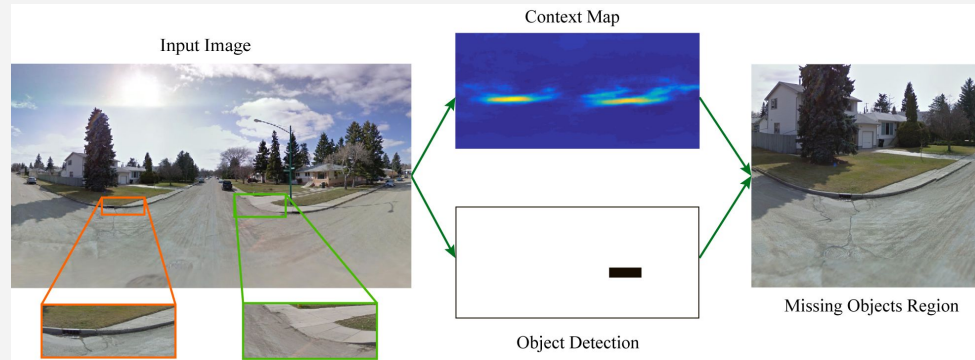 Context Map
Input Image
Object Detection
Missing Objects Region